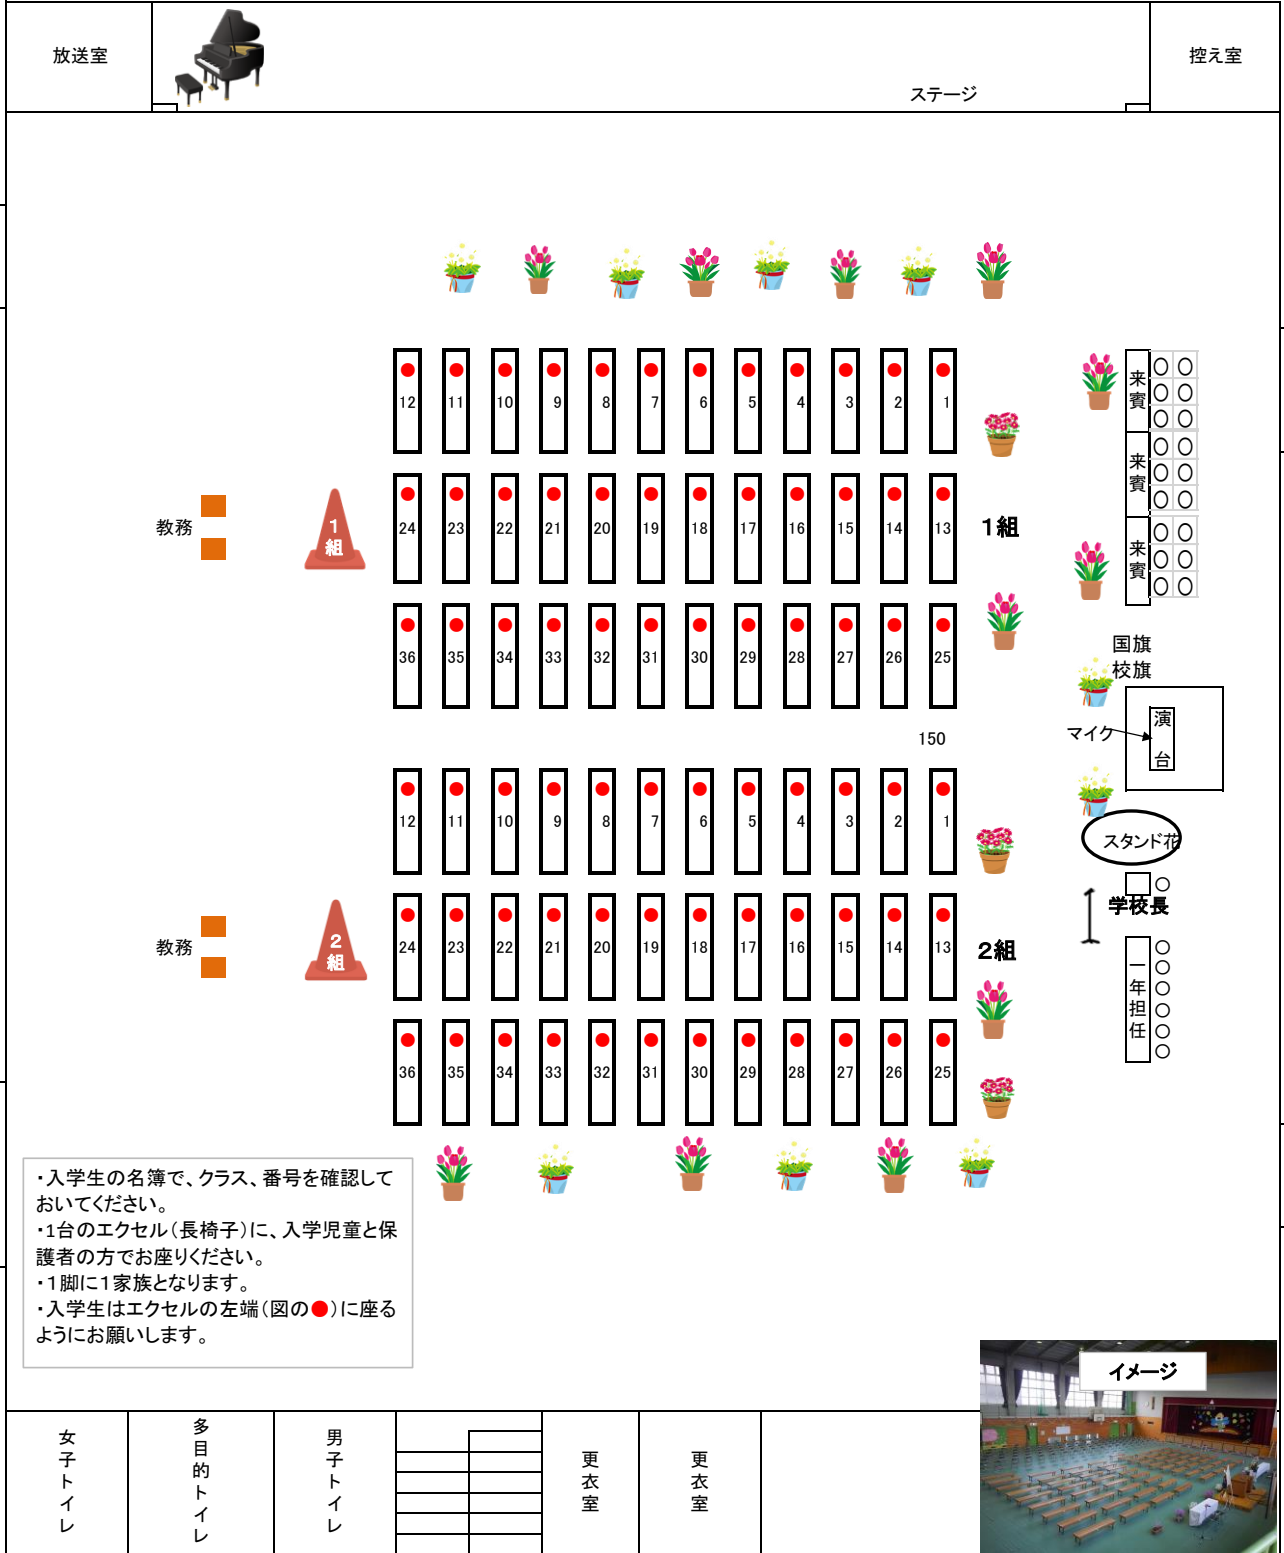 放送室
ステージ
控え室
12 11 10 9 8 7 6 5 4 3 2 1
来賓
来賓
来賓
教務
1組
24 23 22 21 20 19 18 17 16 15 14 13
1組
36 35 34 33 32 31 30 29 28 27 26 25
国旗
校旗
150
マイク
演台
12 11 10 9 8 7 6 5 4 3 2 1
スタンド花
学校長
教務
2組
24 23 22 21 20 19 18 17 16 15 14 13
2組
一年担任
36 35 34 33 32 31 30 29 28 27 26 25
・入学生の名簿で、クラス、番号を確認して
おいてください。
・1台のエクセル(長椅子)に、入学児童と保
護者の方でお座りください。
・1脚に1家族となります。
・入学生はエクセルの左端(図の●)に座る
ようにお願いします。
イメージ
女子トイレ
多目的トイレ
男子トイレ
更衣室
更衣室